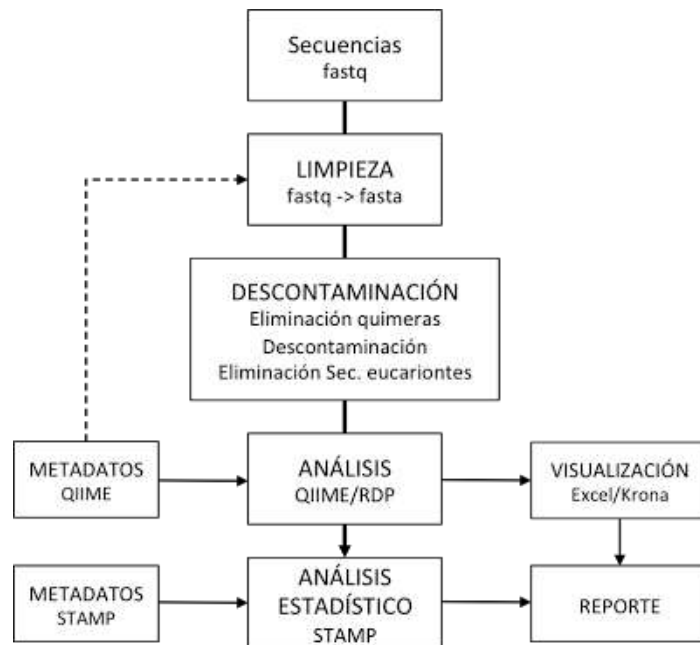 Secuencias
fastq
LIMPIEZA
fastq -> fasta
DESCONTAMINACIÓN
Eliminación quimeras
Descontaminación
Eliminación Sec. eucariontes
METADATOS
QIIME
ANÁLISIS
QIIME/RDP
VISUALIZACIÓN
Excel/Krona
METADATOS
STAMP
ANÁLISIS
ESTADÍSTICO
STAMP
REPORTE